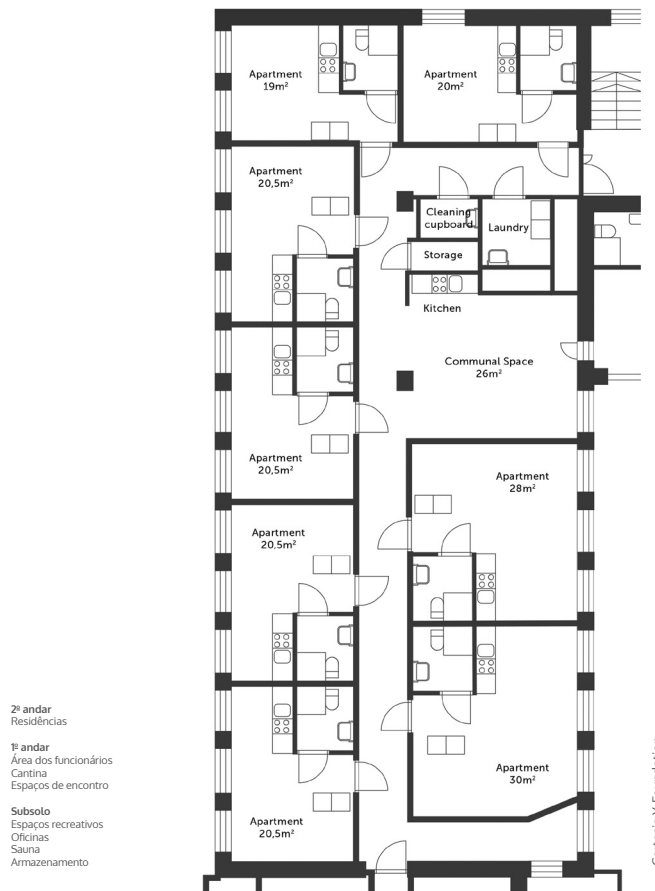 Apartment
19m²
Apartment
20m²
Apartment
20,5m²
Cleaning
cupboard
Laundry
Storage
Kitchen
Communal Space
26m²
Apartment
20,5m²
Apartment
28m²
Apartment
20,5m²
Apartment
30m²
Apartment
20,5m²
2º andar
Residências
1º andar
Área dos funcionários
Cantina
Espaços de encontro
Subsolo
Espaços recreativos
Oficinas
Sauna
Armazenamento